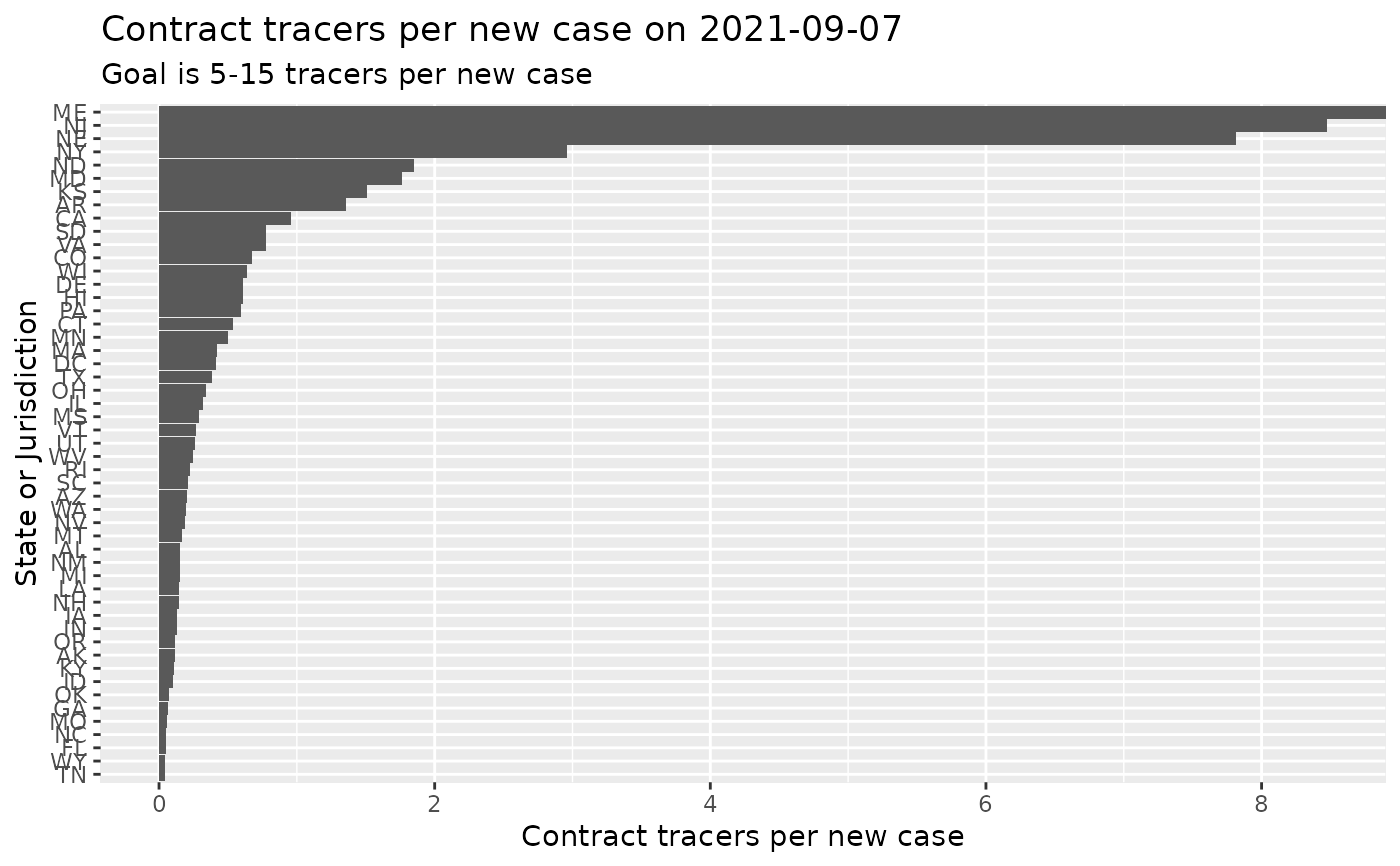 Contract tracers per new case on 2021-09-07
Goal is 5-15 tracers per new case
State or Jurisdiction
ME
NJ
NE
NY
ND
MD
KS
AR
CA
SD
VA
CO
WI
DE
HI
PA
CT
MN
MA
DC
TX
OH
IL
MS
VT
UT
WV
RI
SC
AZ
WA
NV
MT
AL
NM
MI
LA
NH
IA
IN
OR
AK
KY
ID
OK
GA
MO
NC
FL
WY
TN
0 2 4 6 8
Contract tracers per new case